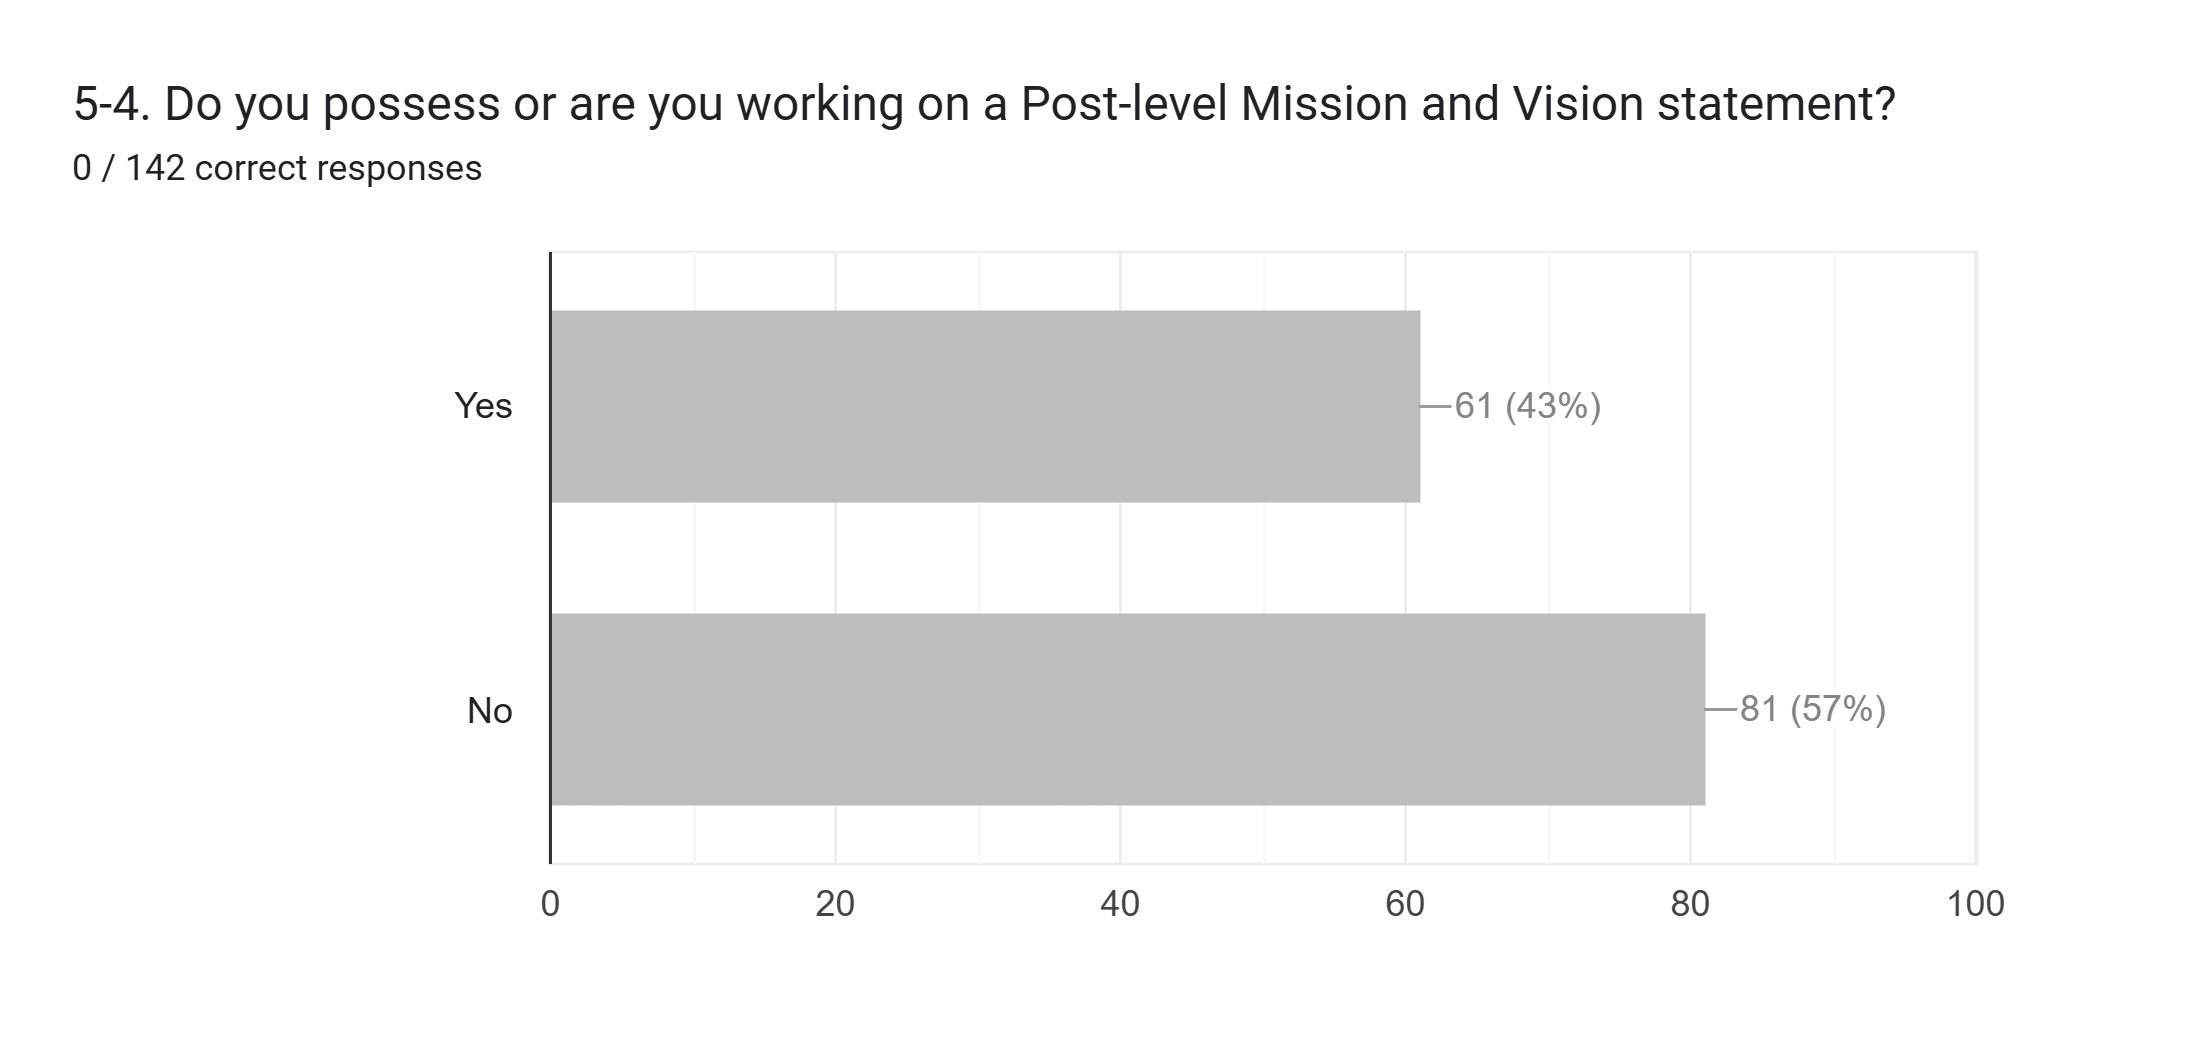 5-4. Do you possess or are you working on a Post-level Mission and Vision statement?
0 / 142 correct responses
Yes
61 (43%)
No
81 (57%)
0 20 40 60 80 100